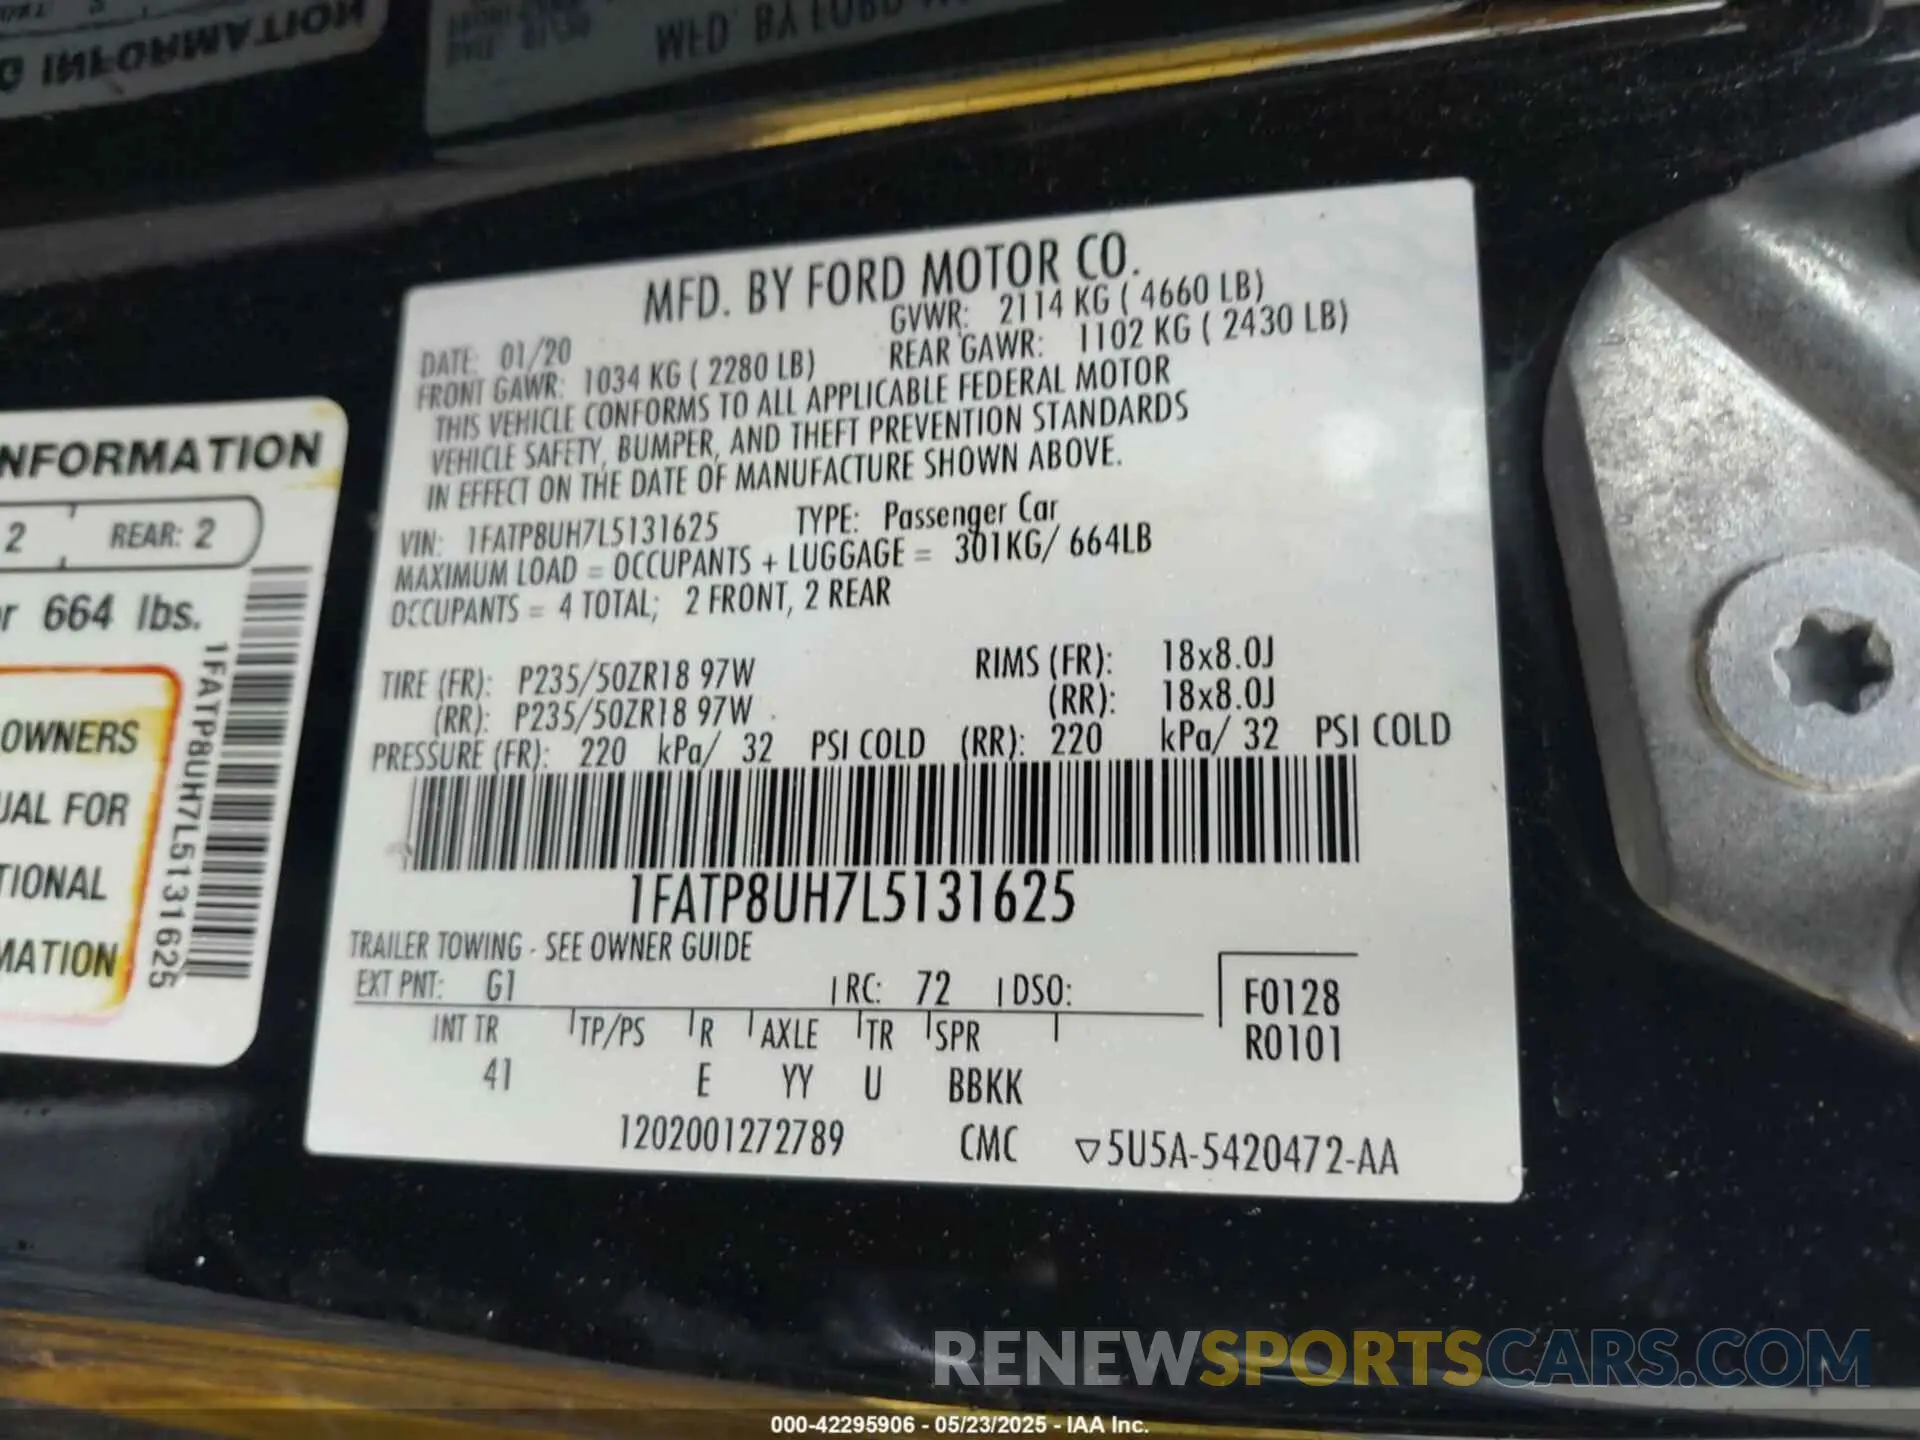 MFD. BY FORD MOTOR CO.
DATE: 01/20 GVWR: 2114 KG ( 4660 LB)
FRONT GAWR: 1034 KG ( 2280 LB) REAR GAWR: 1102 KG ( 2430 LB)
THIS VEHICLE CONFORMS TO ALL APPLICABLE FEDERAL MOTOR
VEHICLE SAFETY, BUMPER, AND THEFT PREVENTION STANDARDS
IN EFFECT ON THE DATE OF MANUFACTURE SHOWN ABOVE.
VIN: 1FATP8UH7L5131625 TYPE: Passenger Car
MAXIMUM LOAD = OCCUPANTS + LUGGAGE = 301KG/ 664LB
OCCUPANTS = 4 TOTAL; 2 FRONT, 2 REAR
TIRE (FR): P235/50ZR18 97W RIMS (FR): 18x8.0J
(RR): P235/50ZR18 97W (RR): 18x8.0J
PRESSURE (FR): 220 kPa/ 32 PSI COLD (RR): 220 kPa/ 32 PSI COLD
1FATP8UH7L5131625
TRAILER TOWING - SEE OWNER GUIDE
EXT PNT: G1 RC: 72 DSO:
F0128
R0101
INT TR TP/PS R AXLE TR SPR
41 E YY U BBKK
1202001272789 CMC ▽5U5A-5420472-AA
NFORMATION
2 REAR: 2
r 664 lbs.
OWNERS
UAL FOR
TIONAL
MATION
1FATP8UH7L5131625
RENEWSPORTSCARS.COM
000-42295906 - 05/23/2025 - IAA Inc.